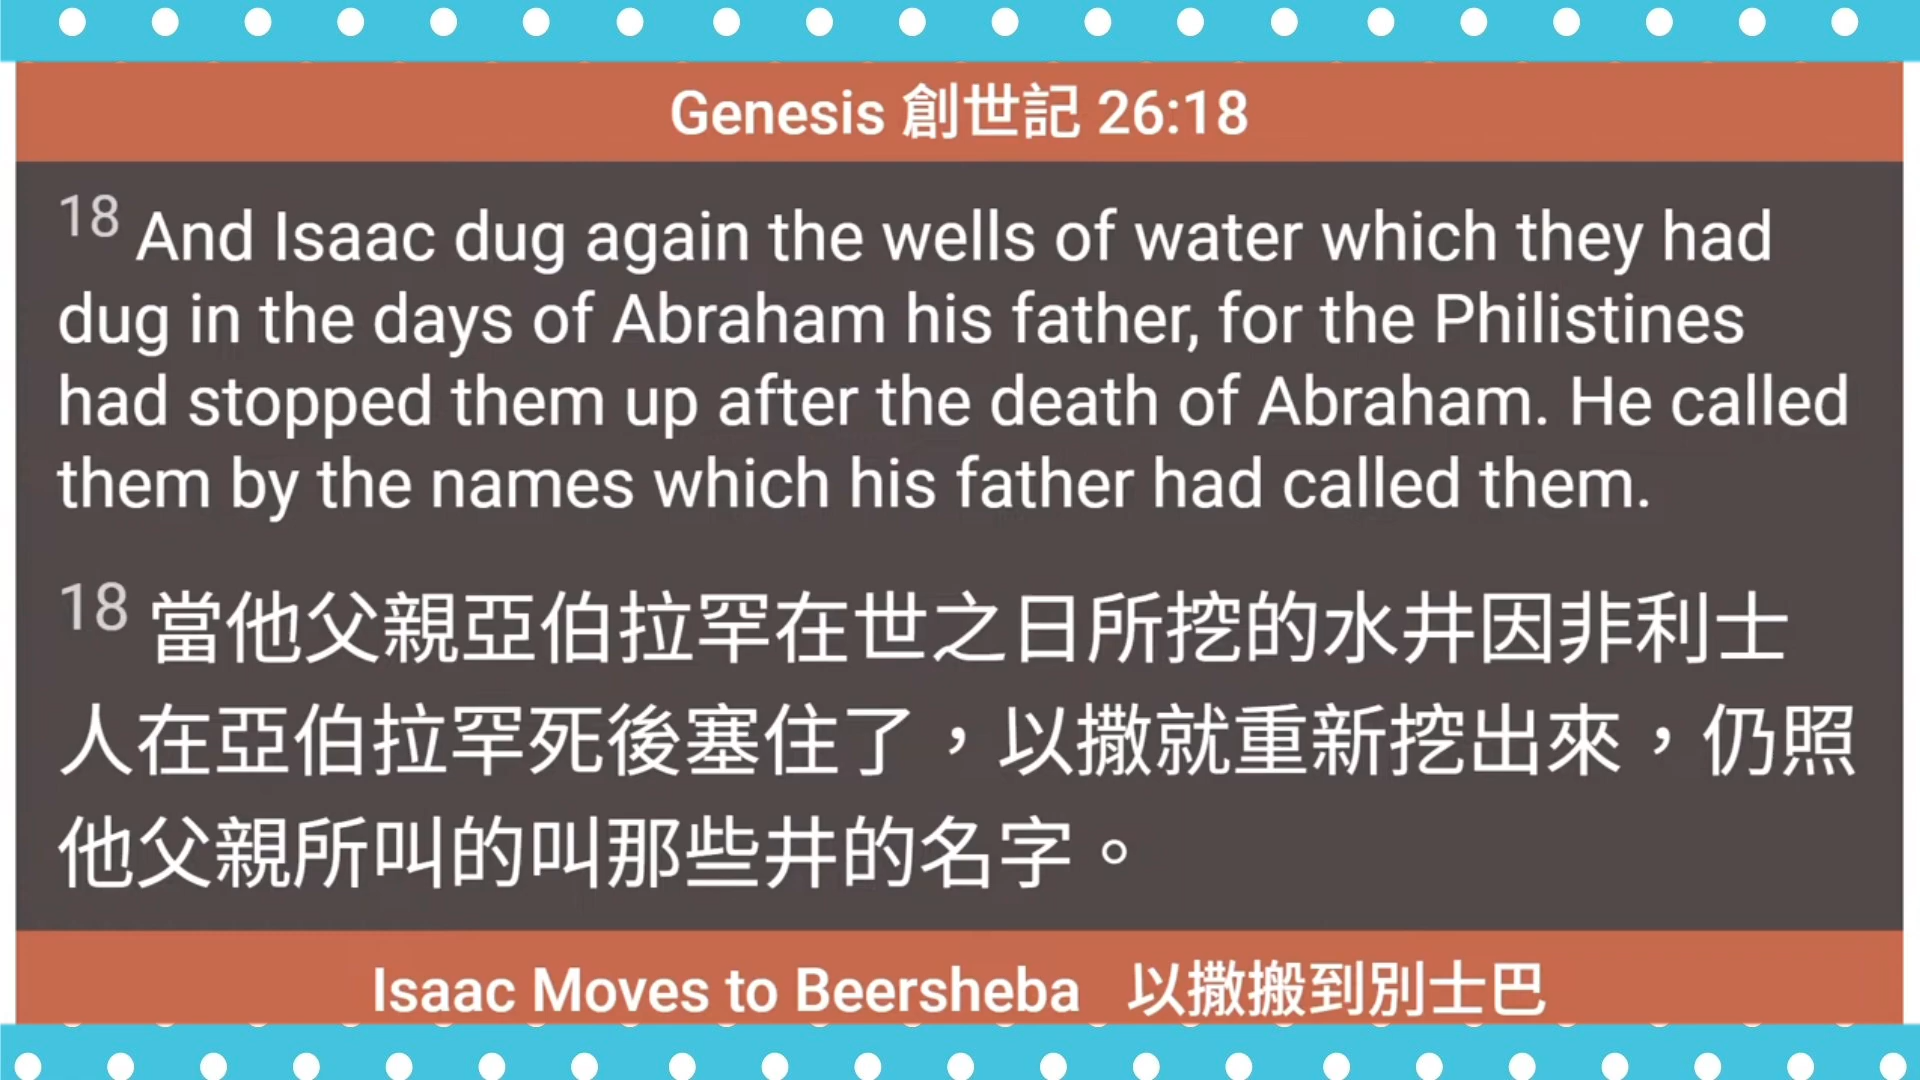 Genesis 創世記 26:18
18 And Isaac dug again the wells of water which they had
dug in the days of Abraham his father, for the Philistines
had stopped them up after the death of Abraham. He called
them by the names which his father had called them.
18 當他父親亞伯拉罕在世之日所挖的水井因非利士
人在亞伯拉罕死後塞住了，以撒就重新挖出來，仍照
他父親所叫的叫那些井的名字。
Isaac Moves to Beersheba 以撒搬到別士巴